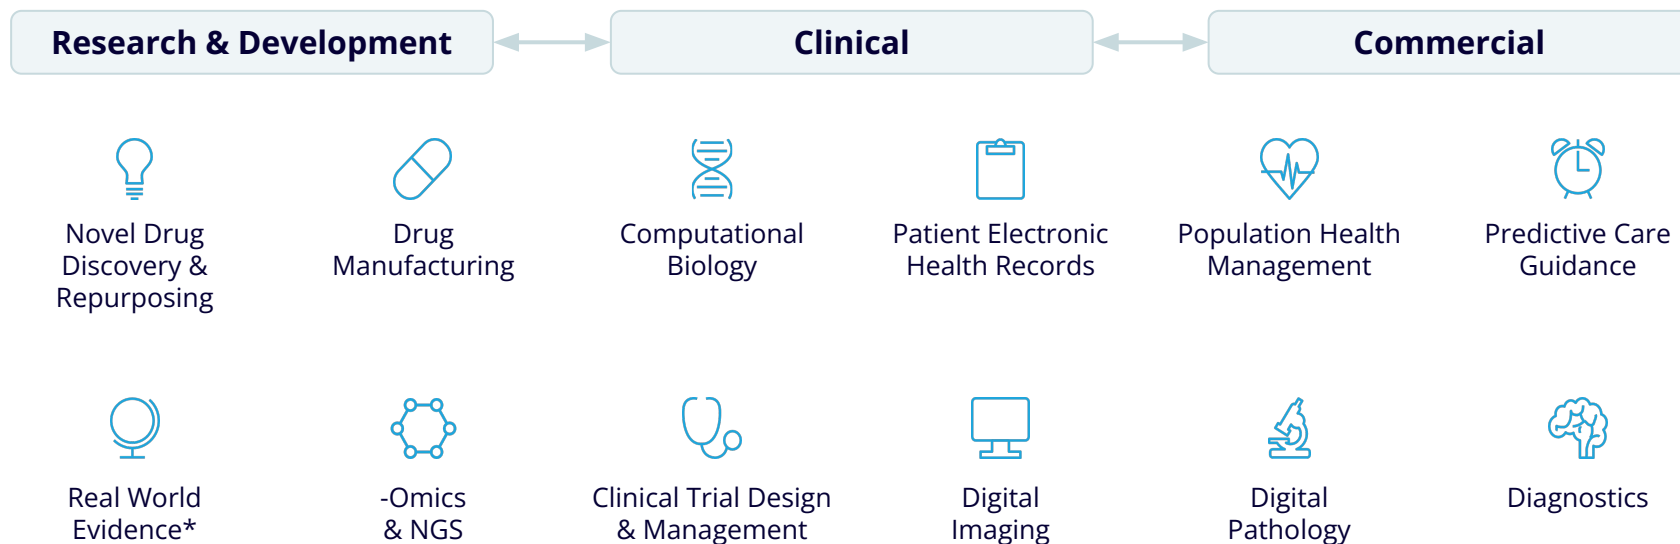 Research & Development
Clinical
Commercial
Novel Drug
Discovery &
Repurposing
Drug
Manufacturing
Computational
Biology
Patient Electronic
Health Records
Population Health
Management
Predictive Care
Guidance
Real World
Evidence*
-Omics
& NGS
Clinical Trial Design
& Management
Digital
Imaging
Digital
Pathology
Diagnostics